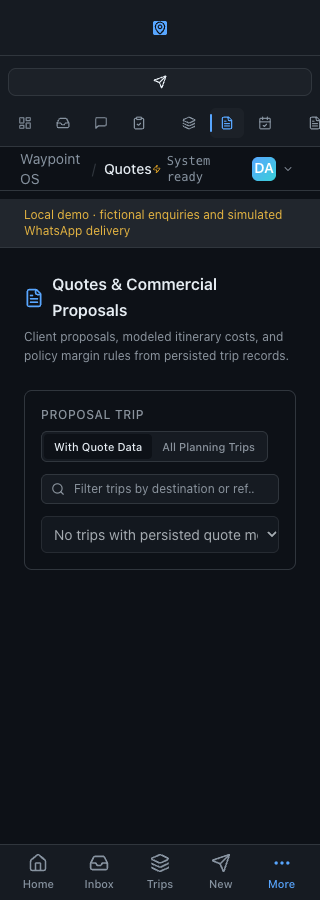 Waypoint
OS
/
Quotes
System
ready
DA
Local demo · fictional enquiries and simulated
WhatsApp delivery
Quotes & Commercial
Proposals
Client proposals, modeled itinerary costs, and
policy margin rules from persisted trip records.
PROPOSAL TRIP
With Quote Data
All Planning Trips
Filter trips by destination or ref..
No trips with persisted quote m
Home
Inbox
Trips
New
More